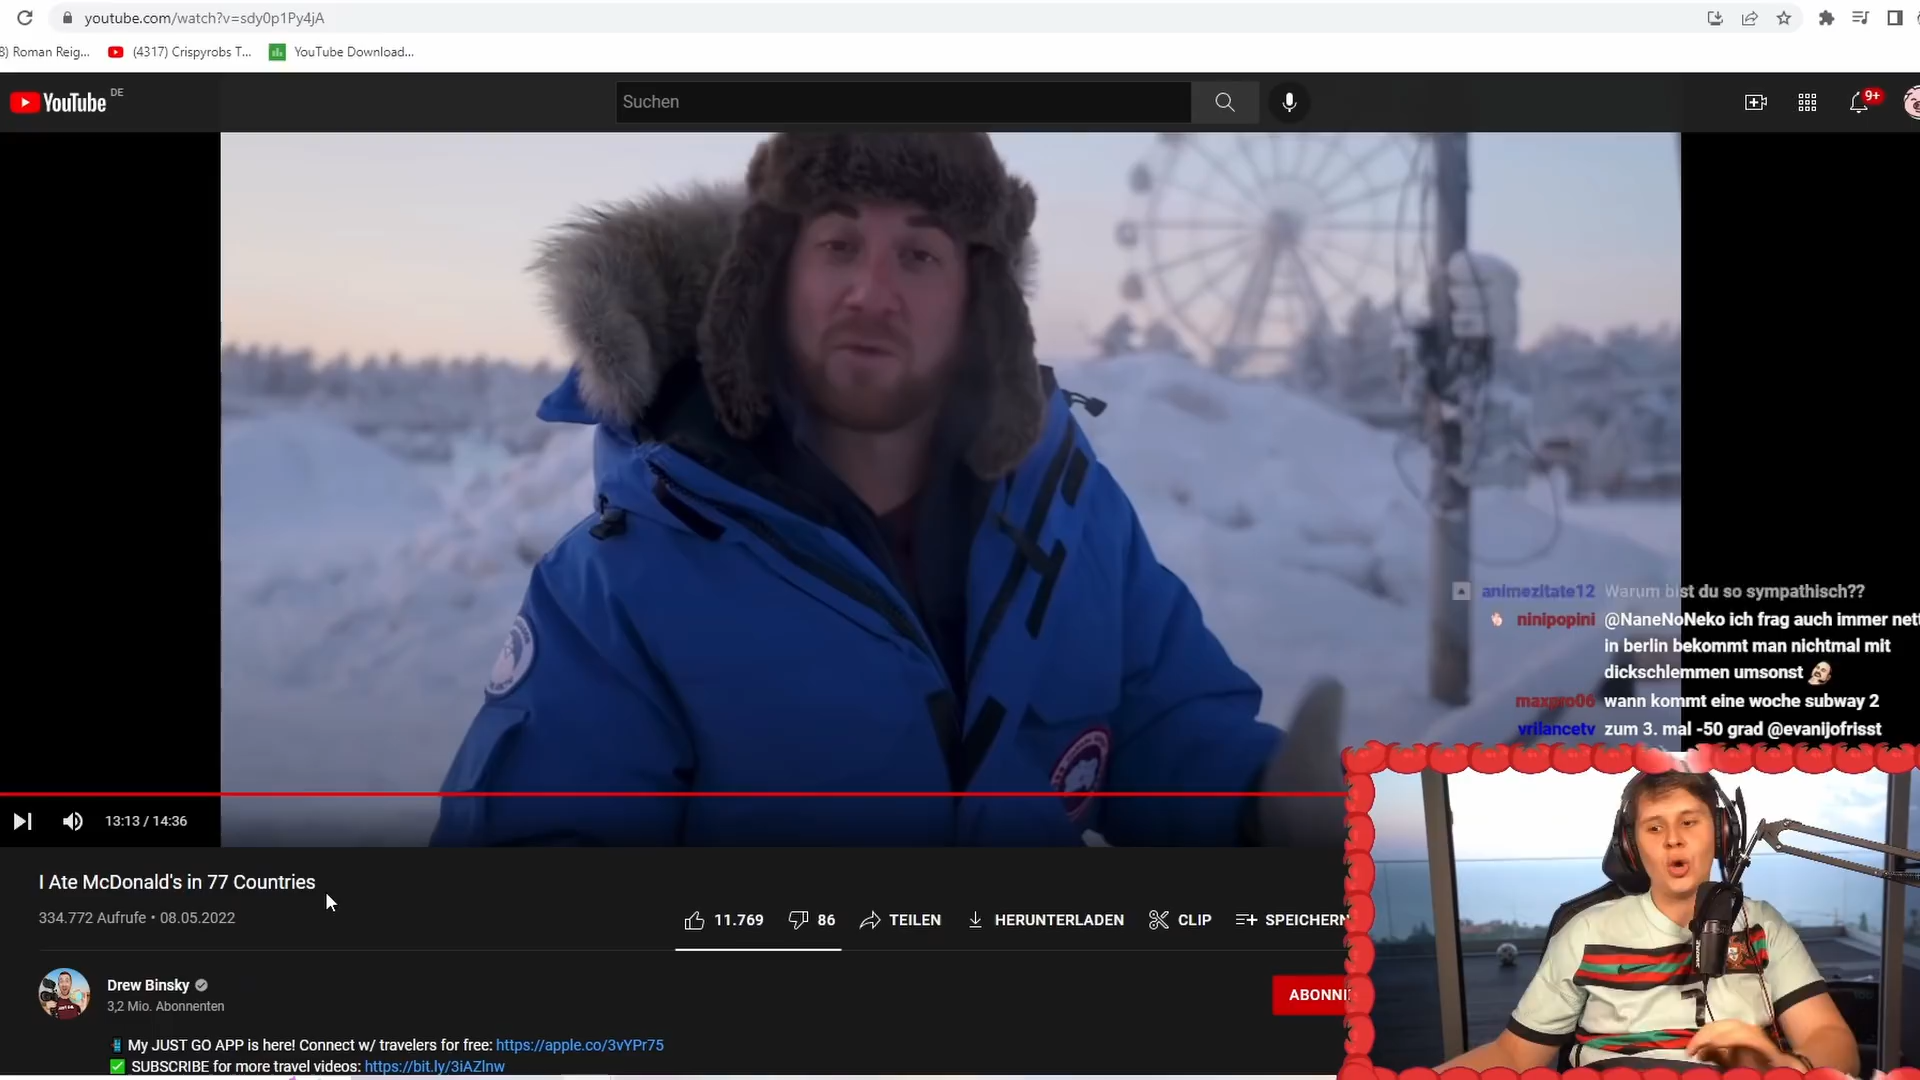 youtube.com/watch?v=sdy0p1Py4jA
8) Roman Reig...
(4317) Crispyrobs T...
YouTube Download...
YouTube DE
Suchen
9+
animezitate12 Warum bist du so sympathisch??
ninipopini @NaneNoNeko ich frag auch immer nett
in berlin bekommt man nichtmal mit
dickschlemmen umsonst
maxpro06 wann kommt eine woche subway 2
vrilancetv zum 3. mal -50 grad @evanijofrisst
13:13 / 14:36
I Ate McDonald's in 77 Countries
334.772 Aufrufe • 08.05.2022
11.769
86
TEILEN
HERUNTERLADEN
CLIP
SPEICHERN
Drew Binsky
3,2 Mio. Abonnenten
ABONNI
My JUST GO APP is here! Connect w/ travelers for free: https://apple.co/3vYPr75
SUBSCRIBE for more travel videos: https://bit.ly/3iAZlnw